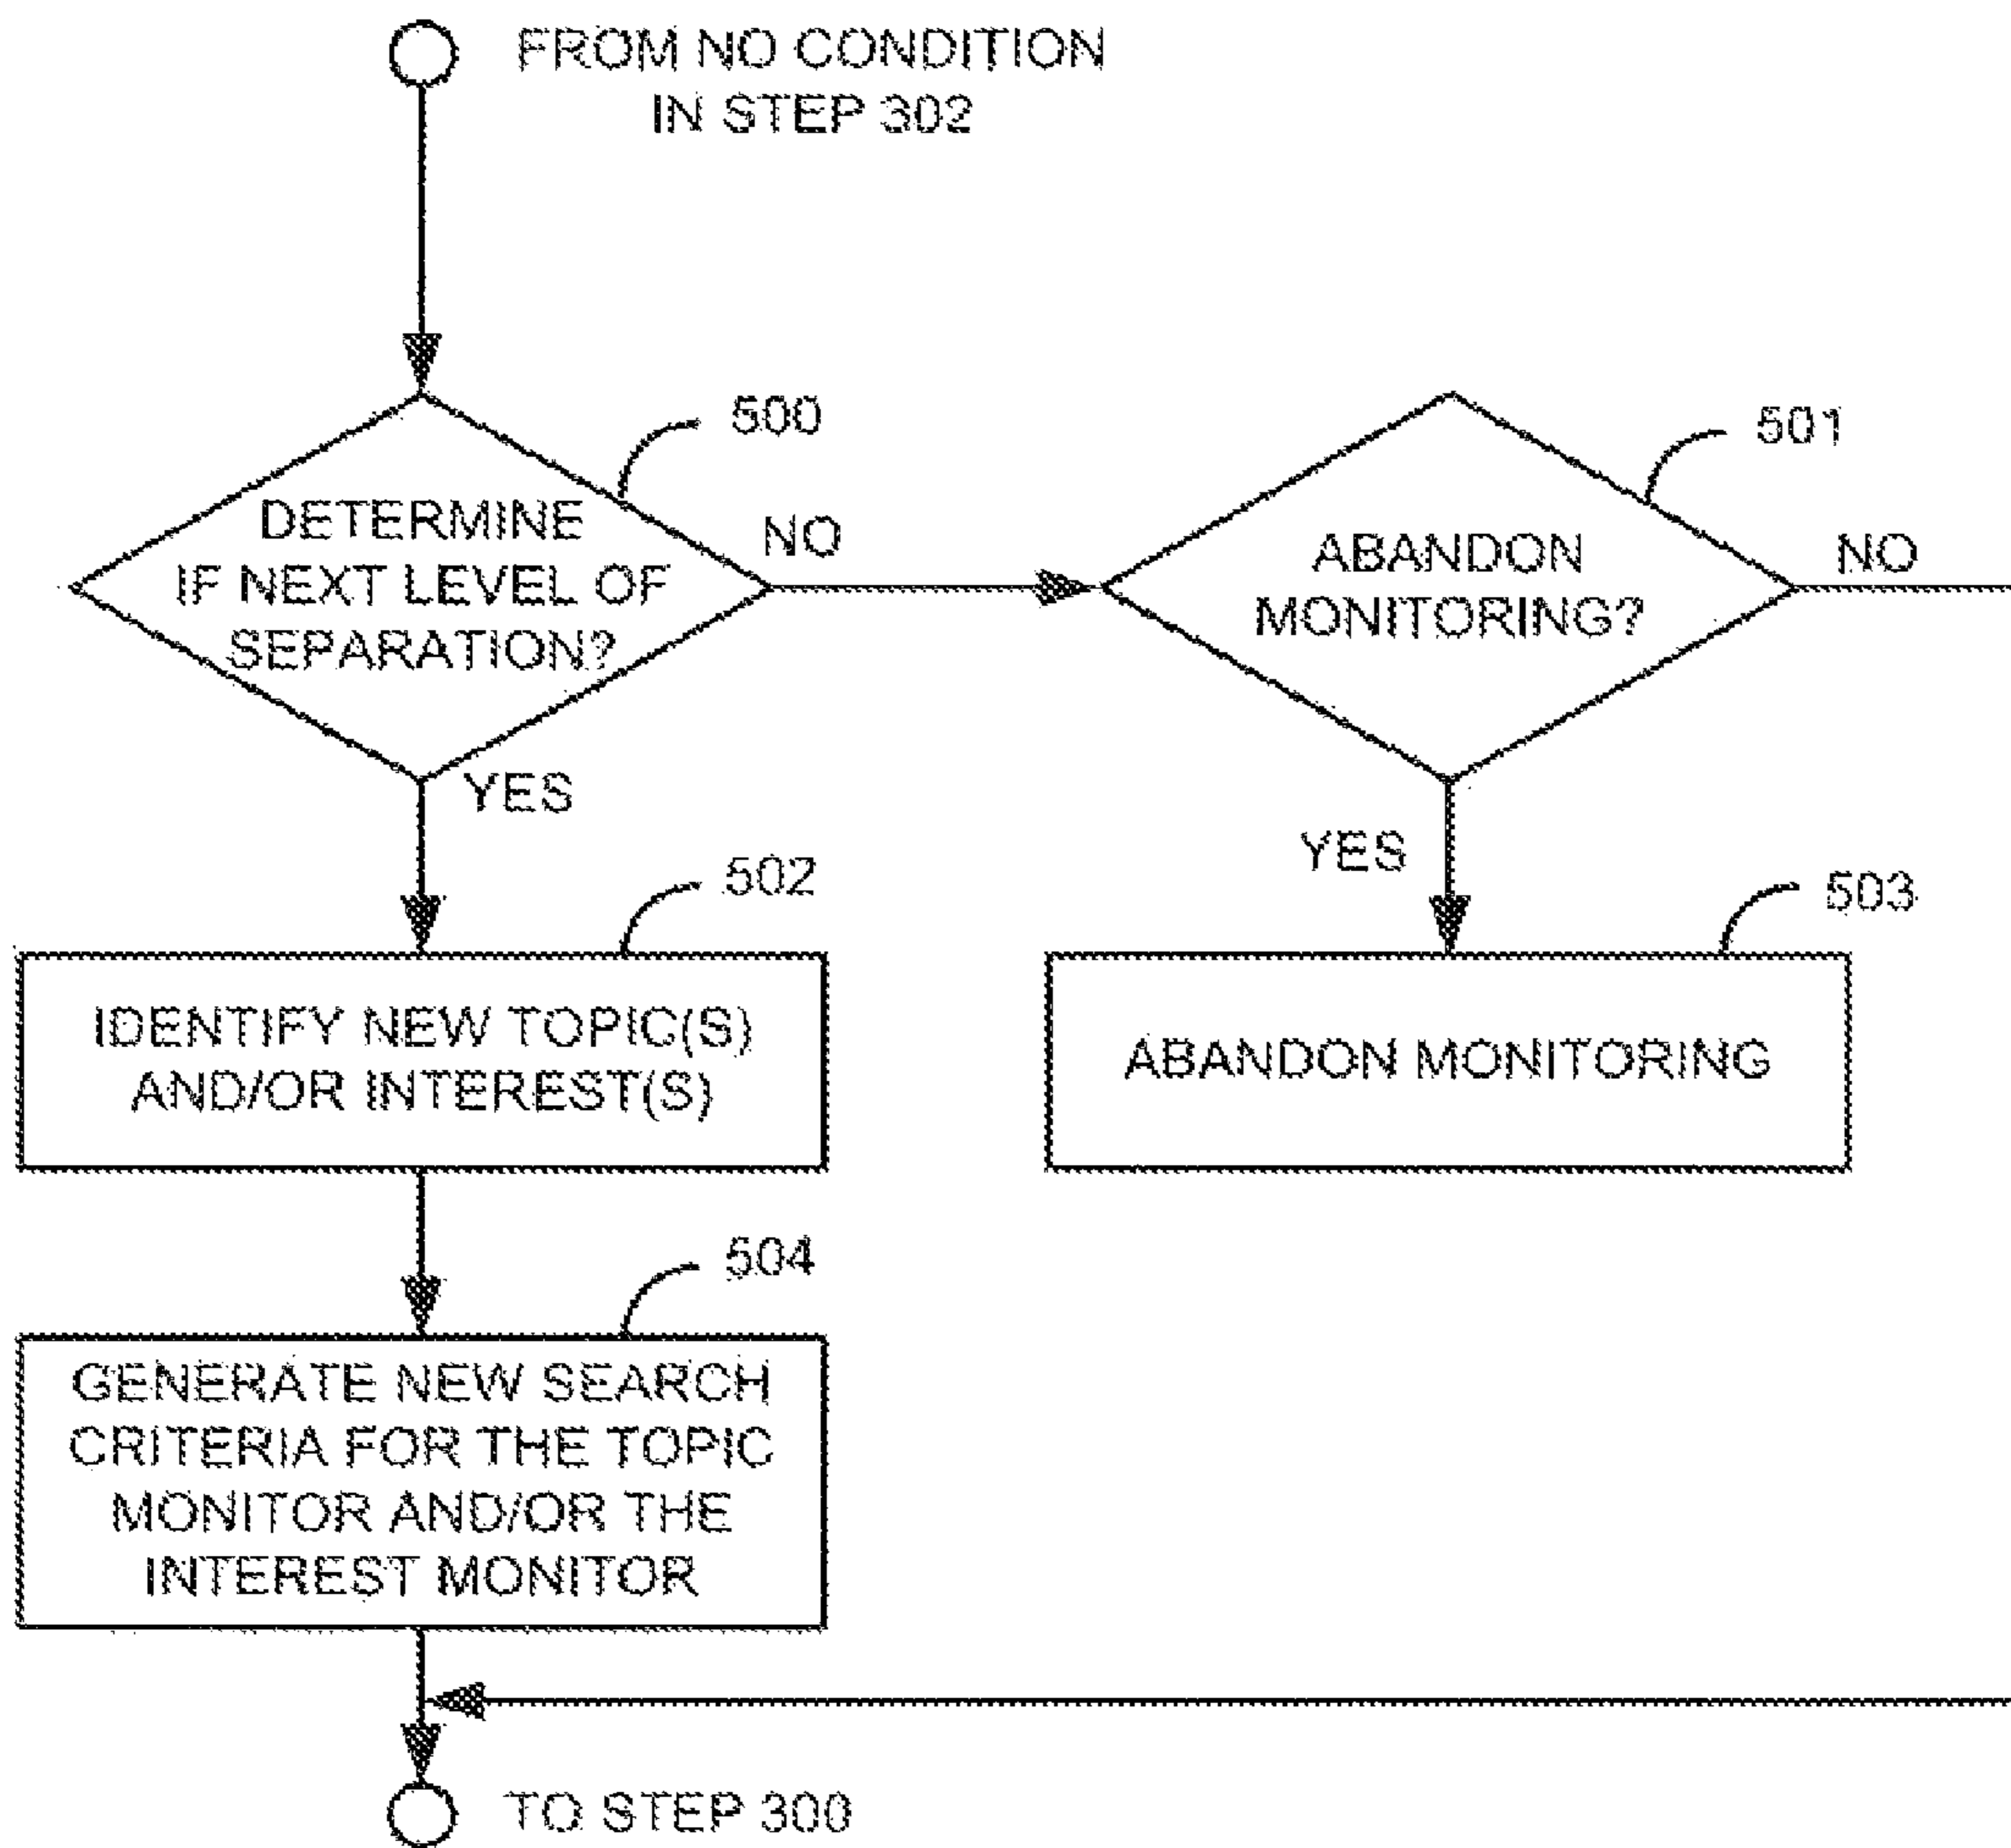 FROM NO CONDITION
IN STEP 302
500
DETERMINE
IF NEXT LEVEL OF
SEPARATION?
NO
501
ABANDON
MONITORING?
NO
YES
YES
502
IDENTIFY NEW TOPIC(S)
AND/OR INTEREST(S)
503
ABANDON MONITORING
504
GENERATE NEW SEARCH
CRITERIA FOR THE TOPIC
MONITOR AND/OR THE
INTEREST MONITOR
TO STEP 300